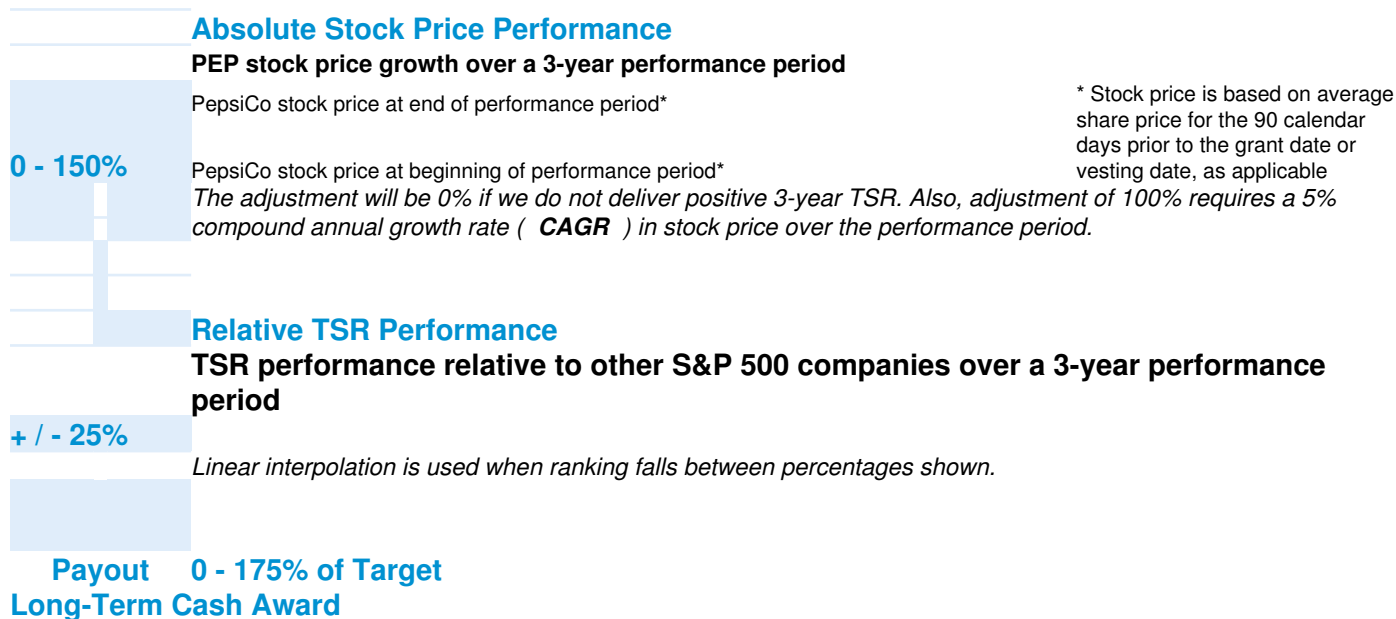 Absolute Stock Price Performance
PEP stock price growth over a 3-year performance period
PepsiCo stock price at end of performance period*
* Stock price is based on average
share price for the 90 calendar
days prior to the grant date or
vesting date, as applicable
0 - 150%
PepsiCo stock price at beginning of performance period*
The adjustment will be 0% if we do not deliver positive 3-year TSR. Also, adjustment of 100% requires a 5%
compound annual growth rate ( CAGR ) in stock price over the performance period.
Relative TSR Performance
TSR performance relative to other S&P 500 companies over a 3-year performance
period
+ / - 25%
Linear interpolation is used when ranking falls between percentages shown.
Payout 0 - 175% of Target
Long-Term Cash Award